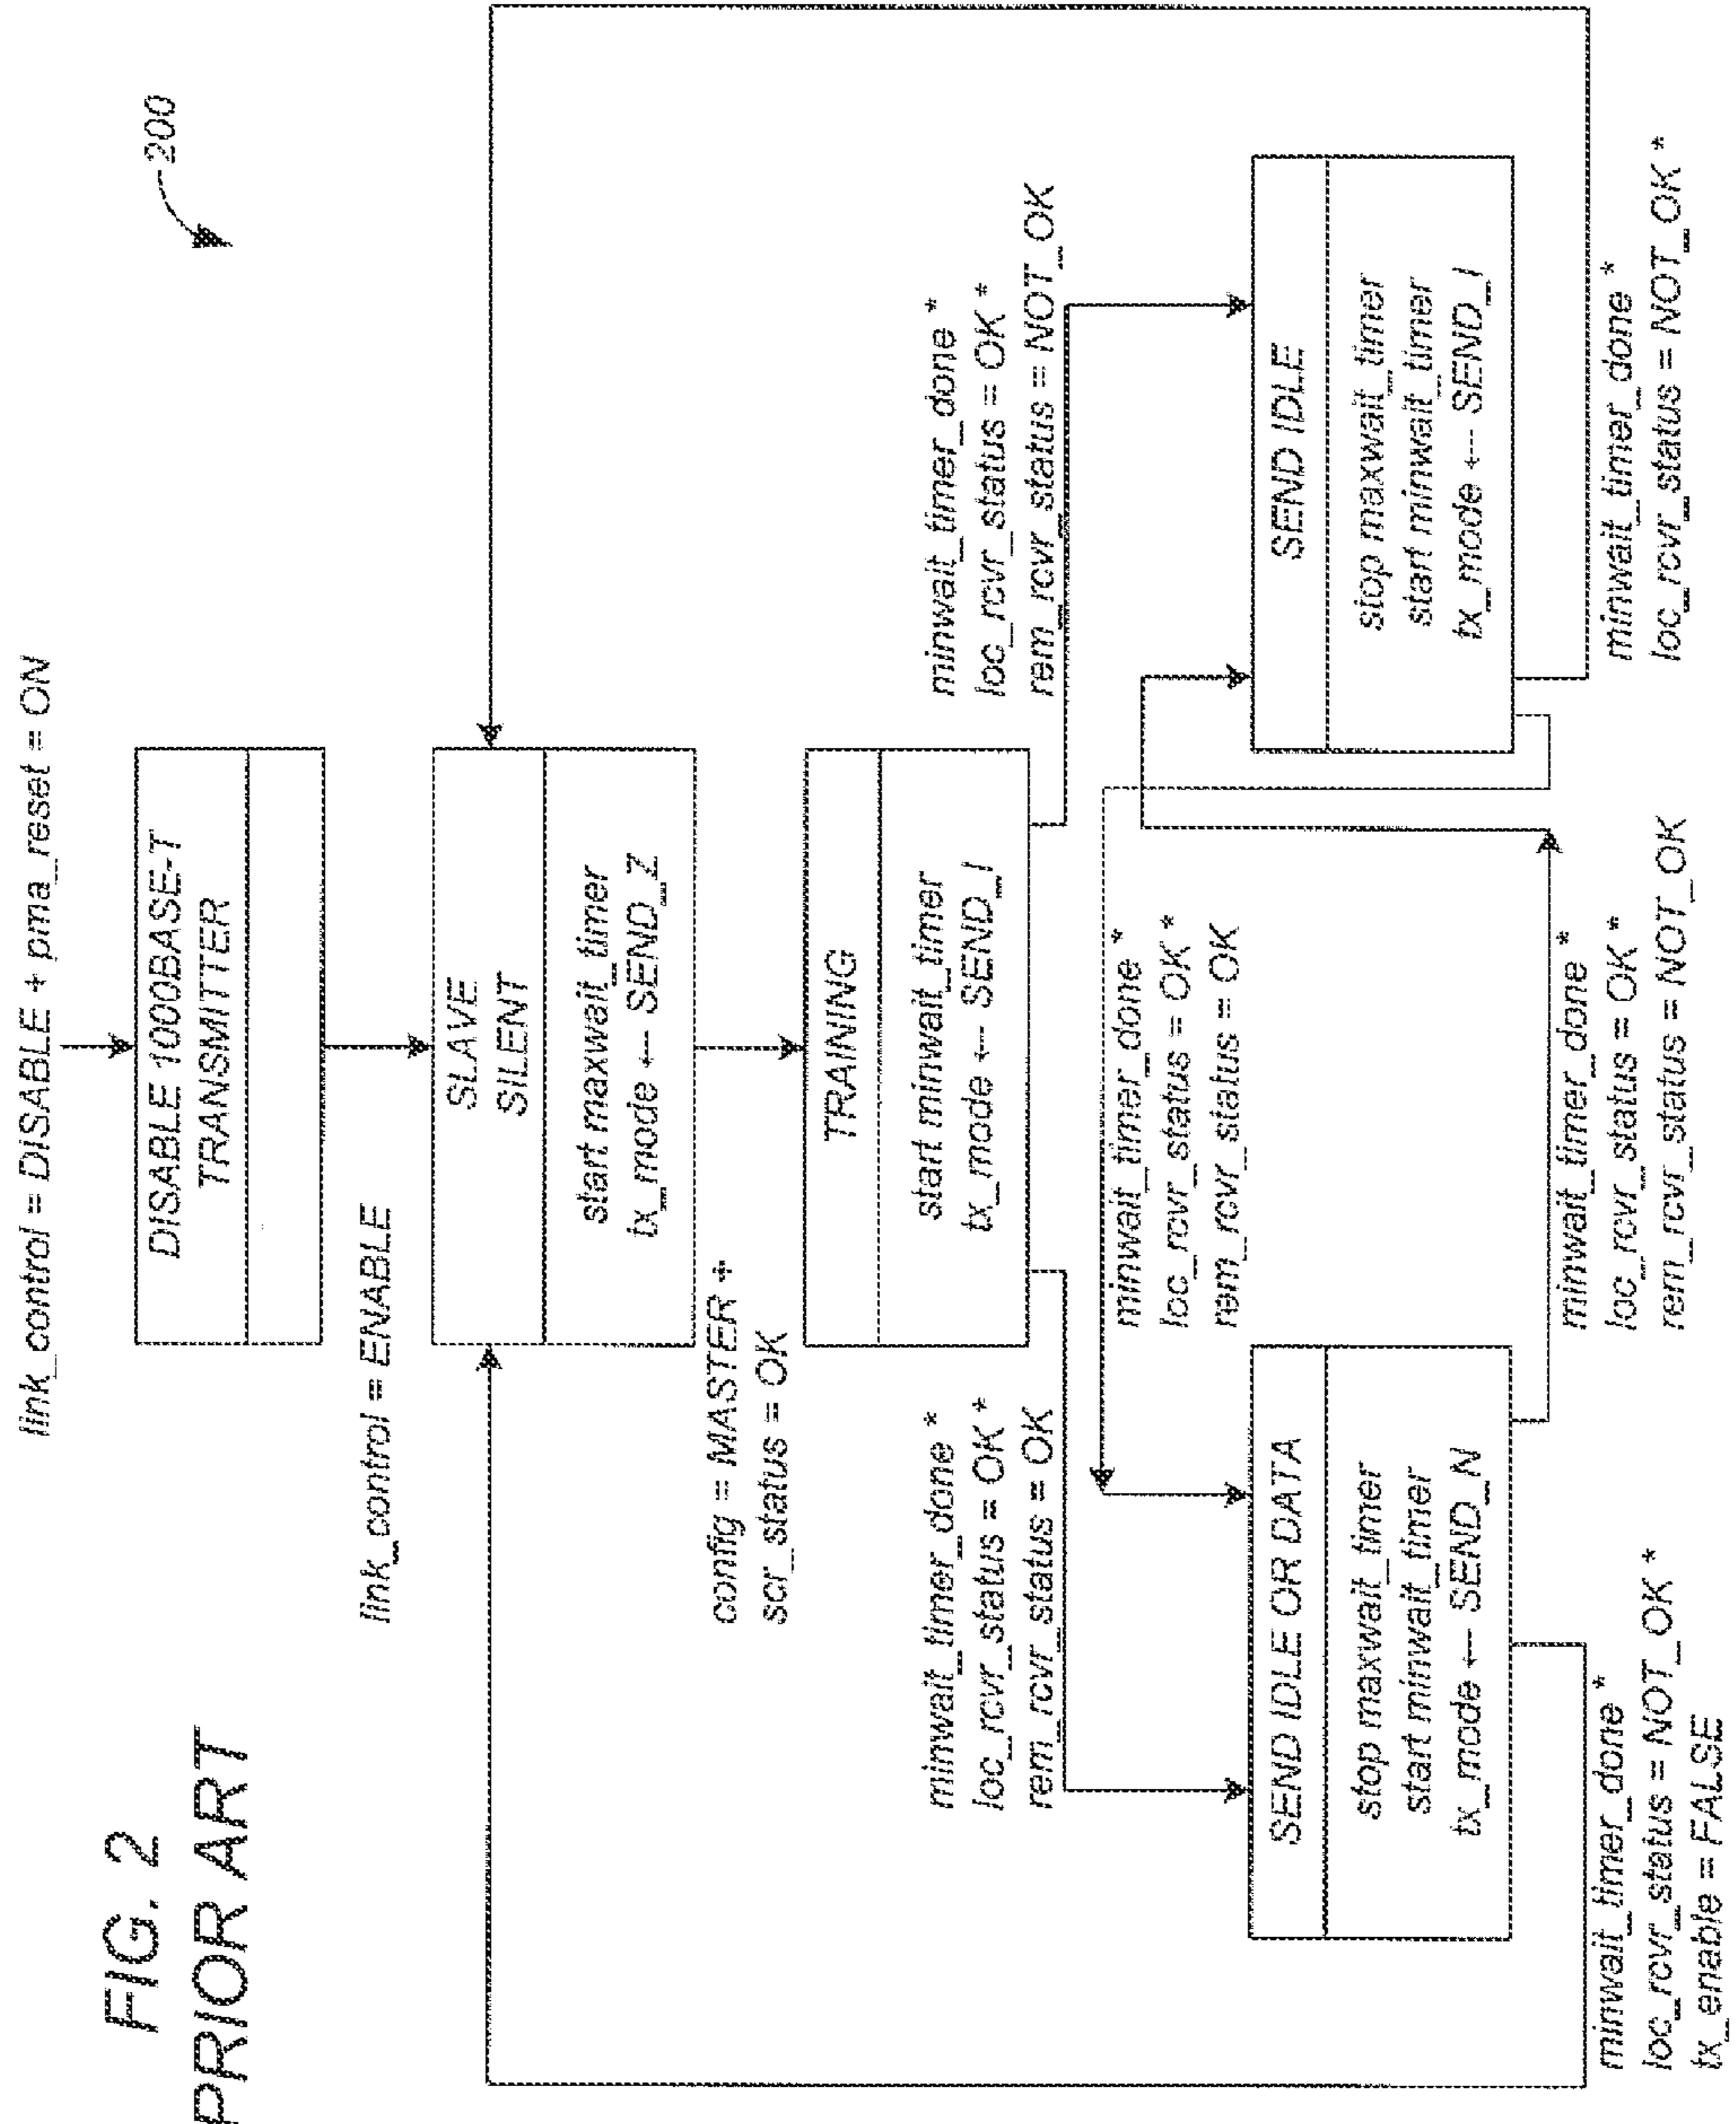 FIG. 2
PRIOR ART
200
link_control = DISABLE + pma_reset = ON
DISABLE 1000BASE-T
TRANSMITTER
link_control = ENABLE
SLAVE
SILENT
start maxwait_timer
tx_mode ← SEND_Z
config = MASTER +
scr_status = OK
TRAINING
start minwait_timer
tx_mode ← SEND_I
minwait_timer_done *
loc_rcvr_status = OK *
rem_rcvr_status = OK
minwait_timer_done *
loc_rcvr_status = OK *
rem_rcvr_status = NOT_OK
minwait_timer_done *
loc_rcvr_status = OK *
rem_rcvr_status = OK
SEND IDLE OR DATA
stop maxwait_timer
start minwait_timer
tx_mode ← SEND_N
SEND IDLE
stop maxwait_timer
start minwait_timer
tx_mode ← SEND_I
minwait_timer_done *
loc_rcvr_status = NOT_OK *
tx_enable = FALSE
minwait_timer_done *
loc_rcvr_status = OK *
rem_rcvr_status = NOT_OK
minwait_timer_done *
loc_rcvr_status = NOT_OK *